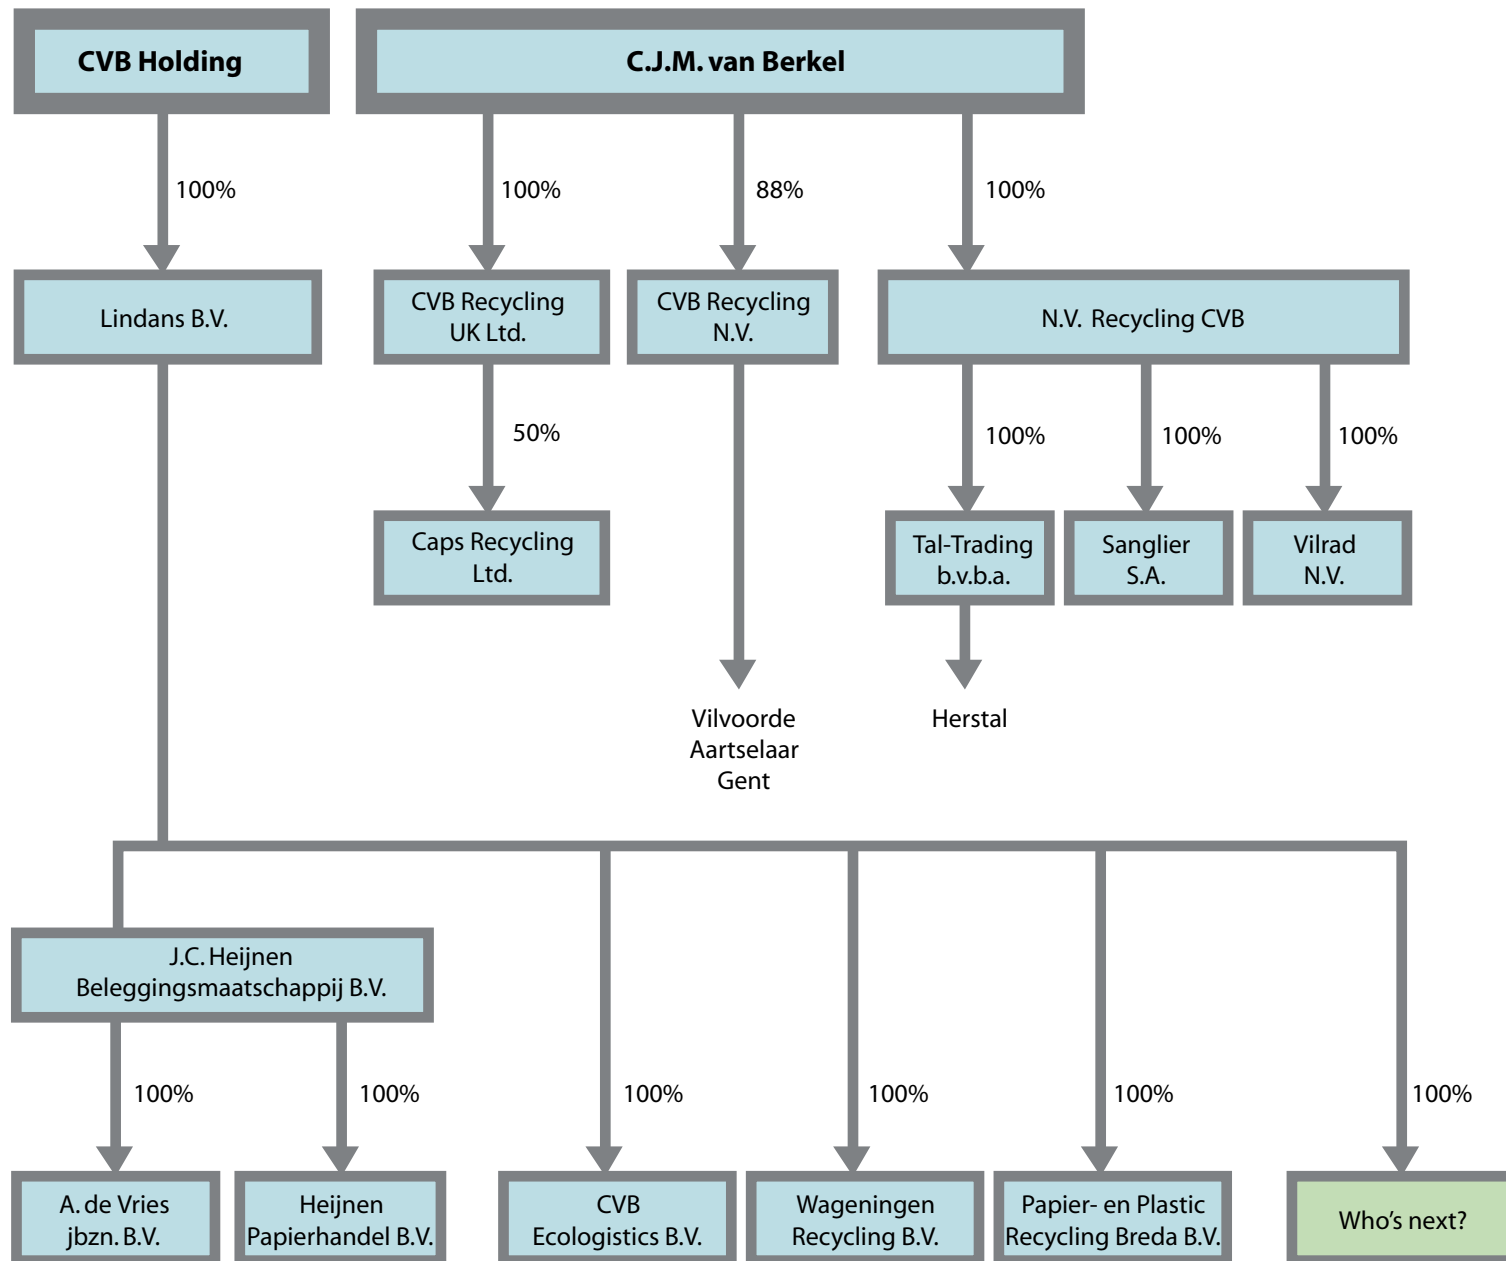 CVB Holding
C.J.M. van Berkel
100%
100%
88%
100%
Lindans B.V.
CVB Recycling
UK Ltd.
CVB Recycling
N.V.
N.V. Recycling CVB
50%
100%
100%
100%
Caps Recycling
Ltd.
Tal-Trading
b.v.b.a.
Sanglier
S.A.
Vilrad
N.V.
Vilvoorde
Aartselaar
Gent
Herstal
J.C. Heijnen
Beleggingsmaatschappij B.V.
100%
100%
100%
100%
100%
100%
A. de Vries
jbzn. B.V.
Heijnen
Papierhandel B.V.
CVB
Ecologistics B.V.
Wageningen
Recycling B.V.
Papier- en Plastic
Recycling Breda B.V.
Who's next?